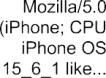 Mozilla/5.0
(iPhone; CPU
iPhone OS
15_6_1 like...